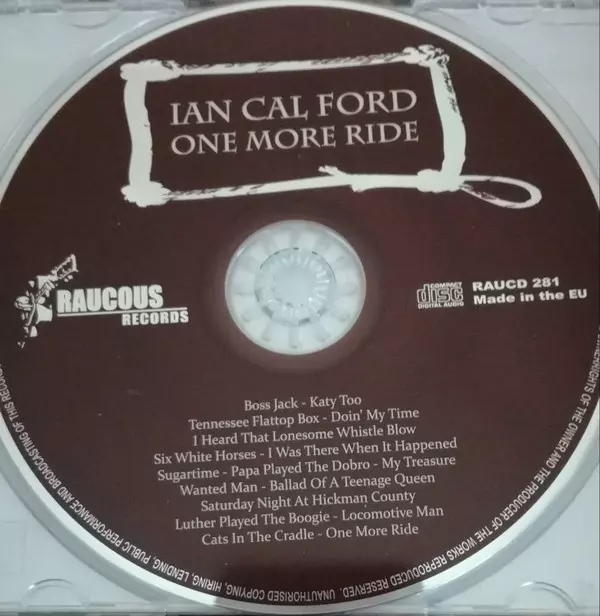 IAN CAL FORD
ONE MORE RIDE
RAUCOUS
RECORDS
COMPACT
disc
DIGITAL AUDIO
RAUCD 281
Made in the EU
Boss Jack - Katy Too
Tennessee Flattop Box - Doin' My Time
I Heard That Lonesome Whistle Blow
Six White Horses - I Was There When It Happened
Sugartime - Papa Played The Dobro - My Treasure
Wanted Man - Ballad Of A Teenage Queen
Saturday Night At Hickman County
Luther Played The Boogie - Locomotive Man
Cats In The Cradle - One More Ride
RIGHTS OF THE OWNER AND THE PRODUCER OF THE WORKS REPRODUCED RESERVED. UNAUTHORISED COPYING, HIRING, LENDING, PUBLIC PERFORMANCE AND BROADCASTING OF THIS